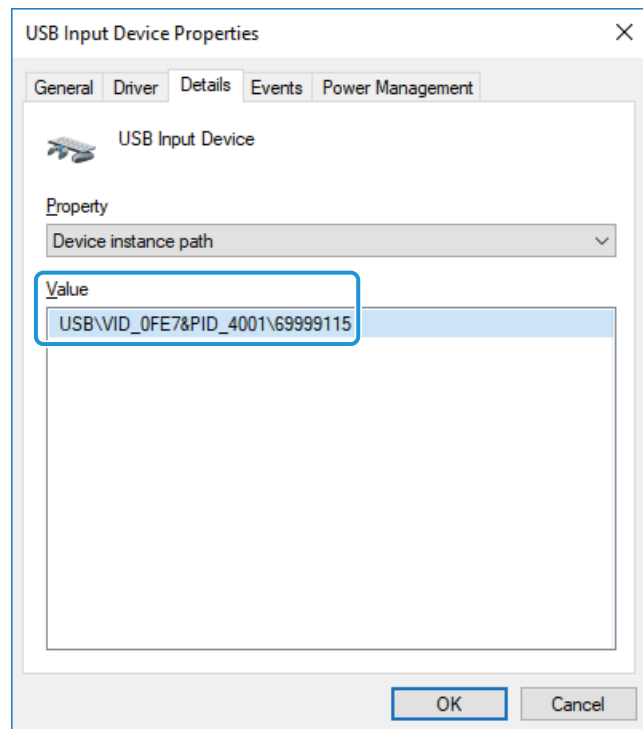 USB Input Device Properties
General Driver Details Events Power Management
USB Input Device
Property
Device instance path
Value
USB\VID_0FE7&PID_4001\69999115
OK Cancel